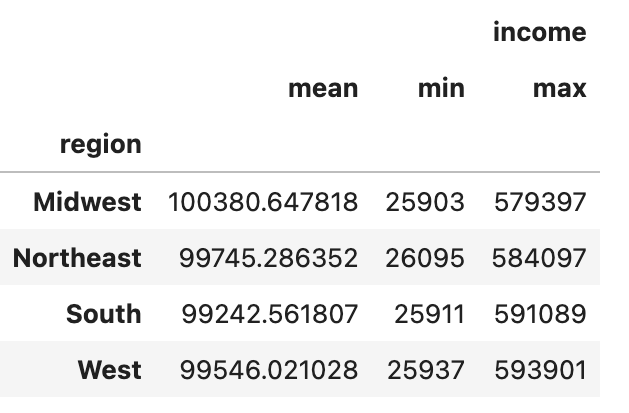 income
mean min max
region
Midwest 100380.647818 25903 579397
Northeast 99745.286352 26095 584097
South 99242.561807 25911 591089
West 99546.021028 25937 593901